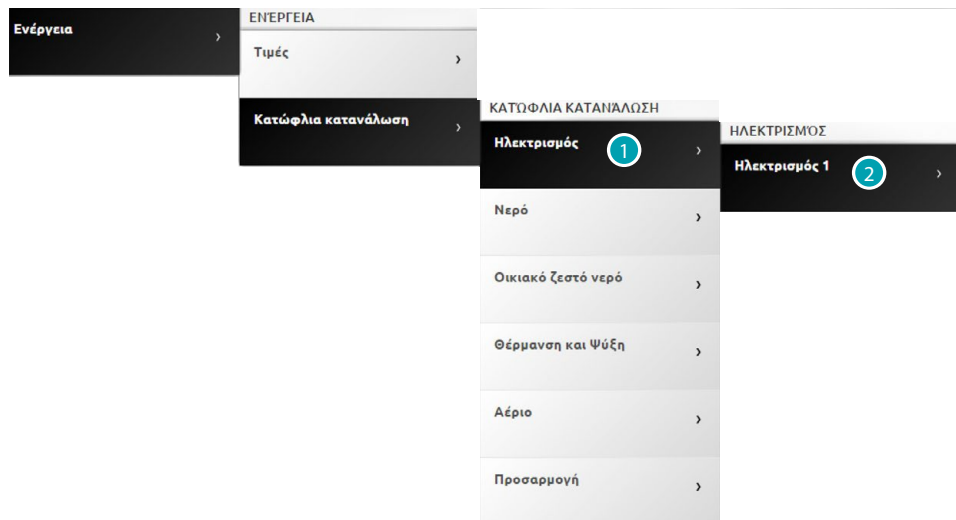 Ενέργεια
ΕΝΈΡΓΕΙΑ
Τιμές
Κατώφλια κατανάλωση
ΚΑΤΏΦΛΙΑ ΚΑΤΑΝΆΛΩΣΗ
Ηλεκτρισμός 1
Νερό
Οικιακό ζεστό νερό
Θέρμανση και Ψύξη
Αέριο
Προσαρμογή
ΗΛΕΚΤΡΙΣΜΌΣ
Ηλεκτρισμός 1 2